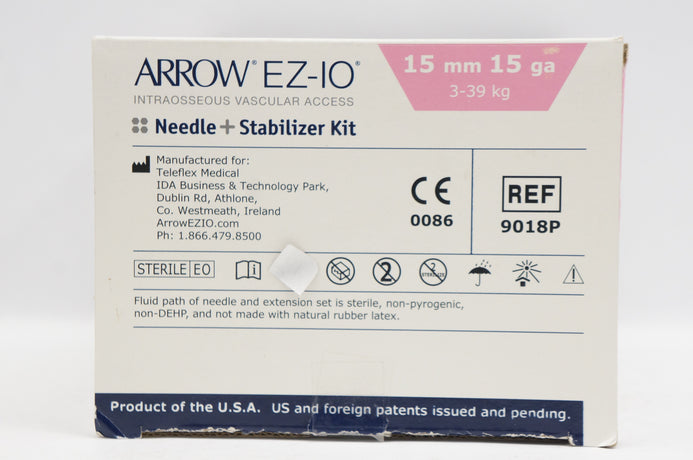 ARROW® EZ-IO®
INTRAOSSEOUS VASCULAR ACCESS
Needle + Stabilizer Kit
15 mm 15 ga
3-39 kg
Manufactured for:
Teleflex Medical
IDA Business & Technology Park,
Dublin Rd, Athlone,
Co. Westmeath, Ireland
ArrowEZIO.com
Ph: 1.866.479.8500
CE
0086
REF
9018P
STERILE EO
i
2
2
STERILIZE
Fluid path of needle and extension set is sterile, non-pyrogenic,
non-DEHP, and not made with natural rubber latex.
Product of the U.S.A. US and foreign patents issued and pending.